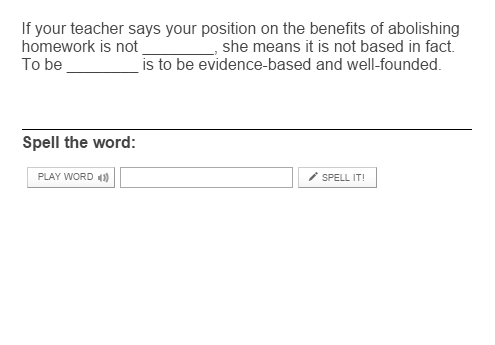 If your teacher says your position on the benefits of abolishing
homework is not ________, she means it is not based in fact.
To be ________ is to be evidence-based and well-founded.
Spell the word:
PLAY WORD
SPELL IT!